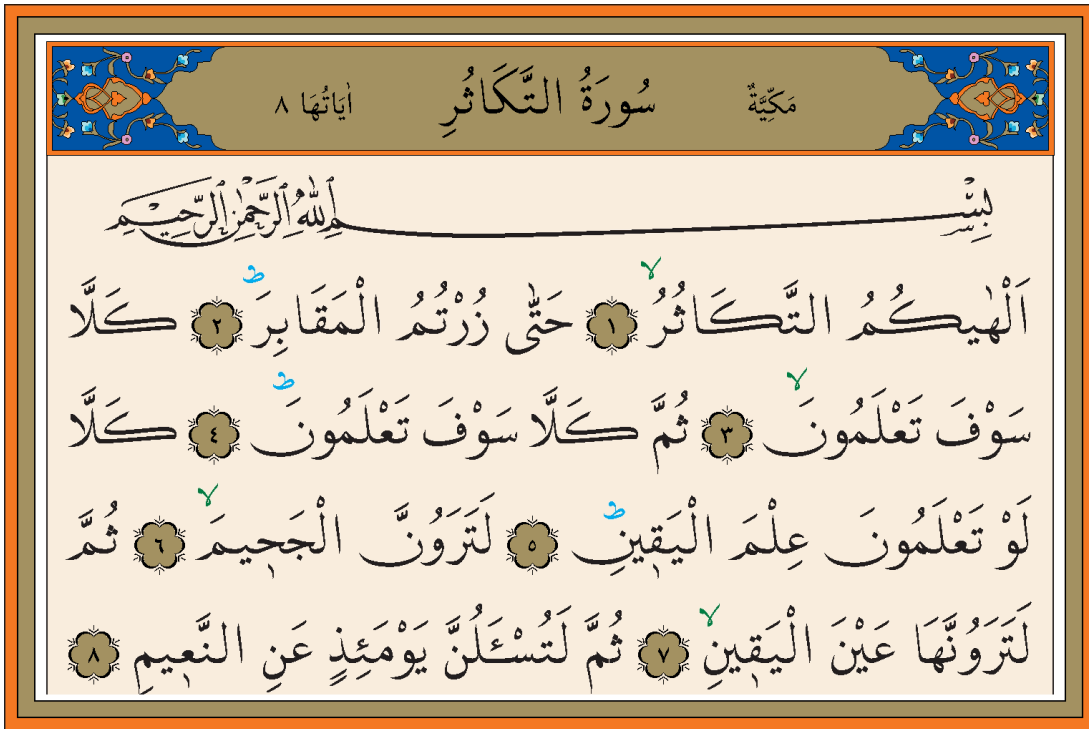 مَكِّيَّةٌ سُورَةُ التَّكَاثُرِ اٰيَاتُهَا ٨
بِسْمِ اللّٰهِ الرَّحْمٰنِ الرَّحِيمِ
اَلْهٰيكُمُ التَّكَاثُرُۙ ١ حَتّٰى زُرْتُمُ الْمَقَابِرَۜ ٢ كَلَّا
سَوْفَ تَعْلَمُونَۙ ٣ ثُمَّ كَلَّا سَوْفَ تَعْلَمُونَۜ ٤ كَلَّا
لَوْ تَعْلَمُونَ عِلْمَ الْيَق۪ينِۜ ٥ لَتَرَوُنَّ الْجَح۪يمَۙ ٦ ثُمَّ
لَتَرَوُنَّهَا عَيْنَ الْيَق۪ينِۙ ٧ ثُمَّ لَتُسْـَٔلُنَّ يَوْمَئِذٍ عَنِ النَّع۪يمِ ٨